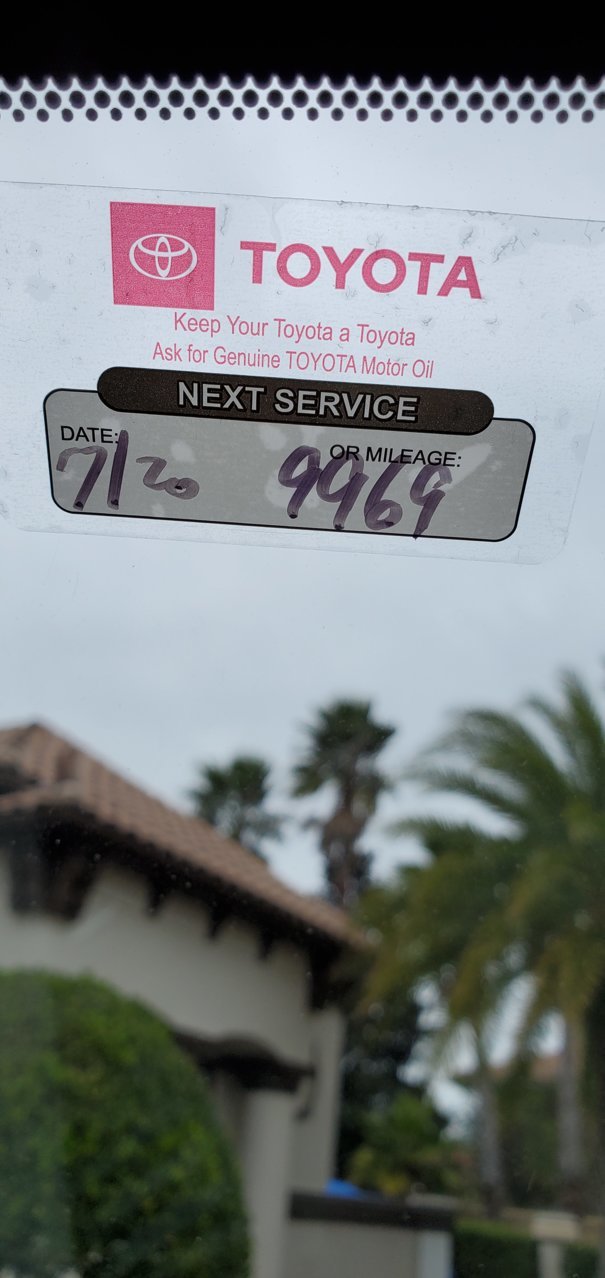 TOYOTA
Keep Your Toyota a Toyota
Ask for Genuine TOYOTA Motor Oil
NEXT SERVICE
DATE: OR MILEAGE:
7/20 9969